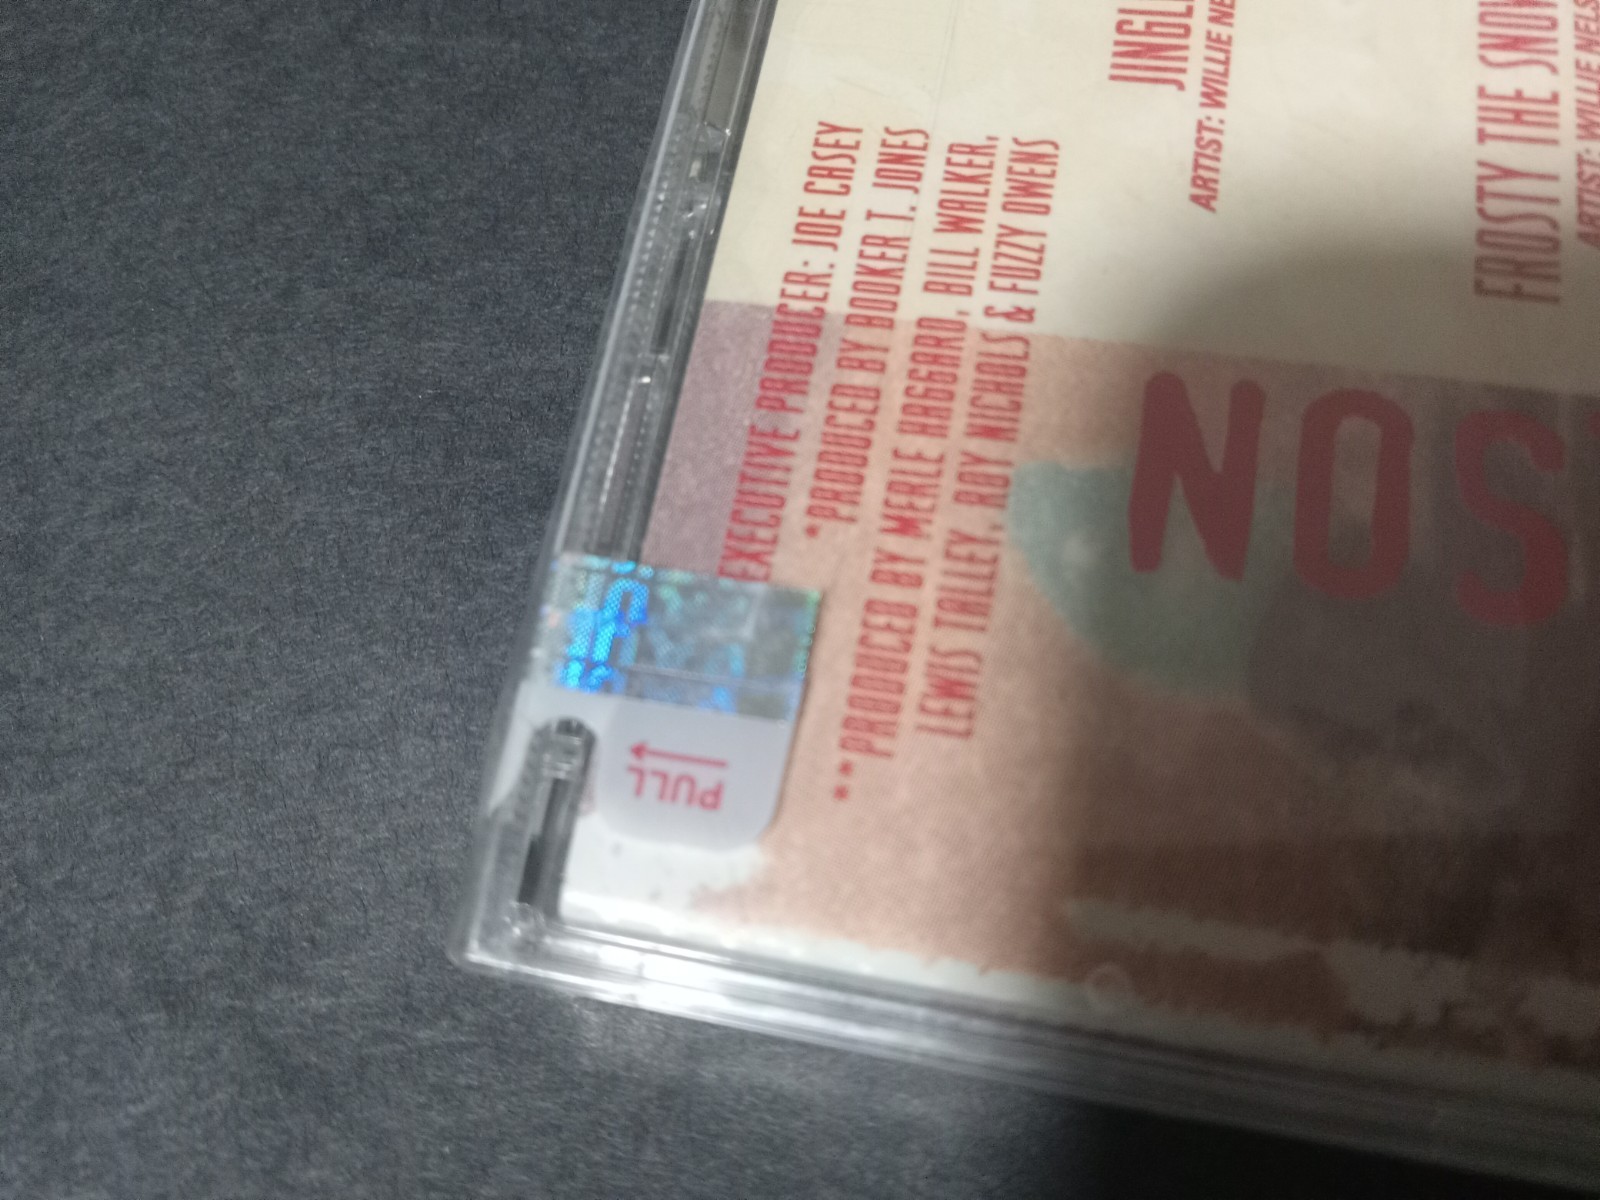 JINGL
ARTIST: WILLIE NE
FROSTY THE SNOW
ARTIST: WILLIE NELS
EXECUTIVE PRODUCER: JOE CASEY
*PRODUCED BY BOOKER T. JONES
**PRODUCED BY MERLE HAGGARD, BILL WALKER,
LEWIS TALLEY, ROY NICHOLS & FUZZY OWENS
NOS
PULL